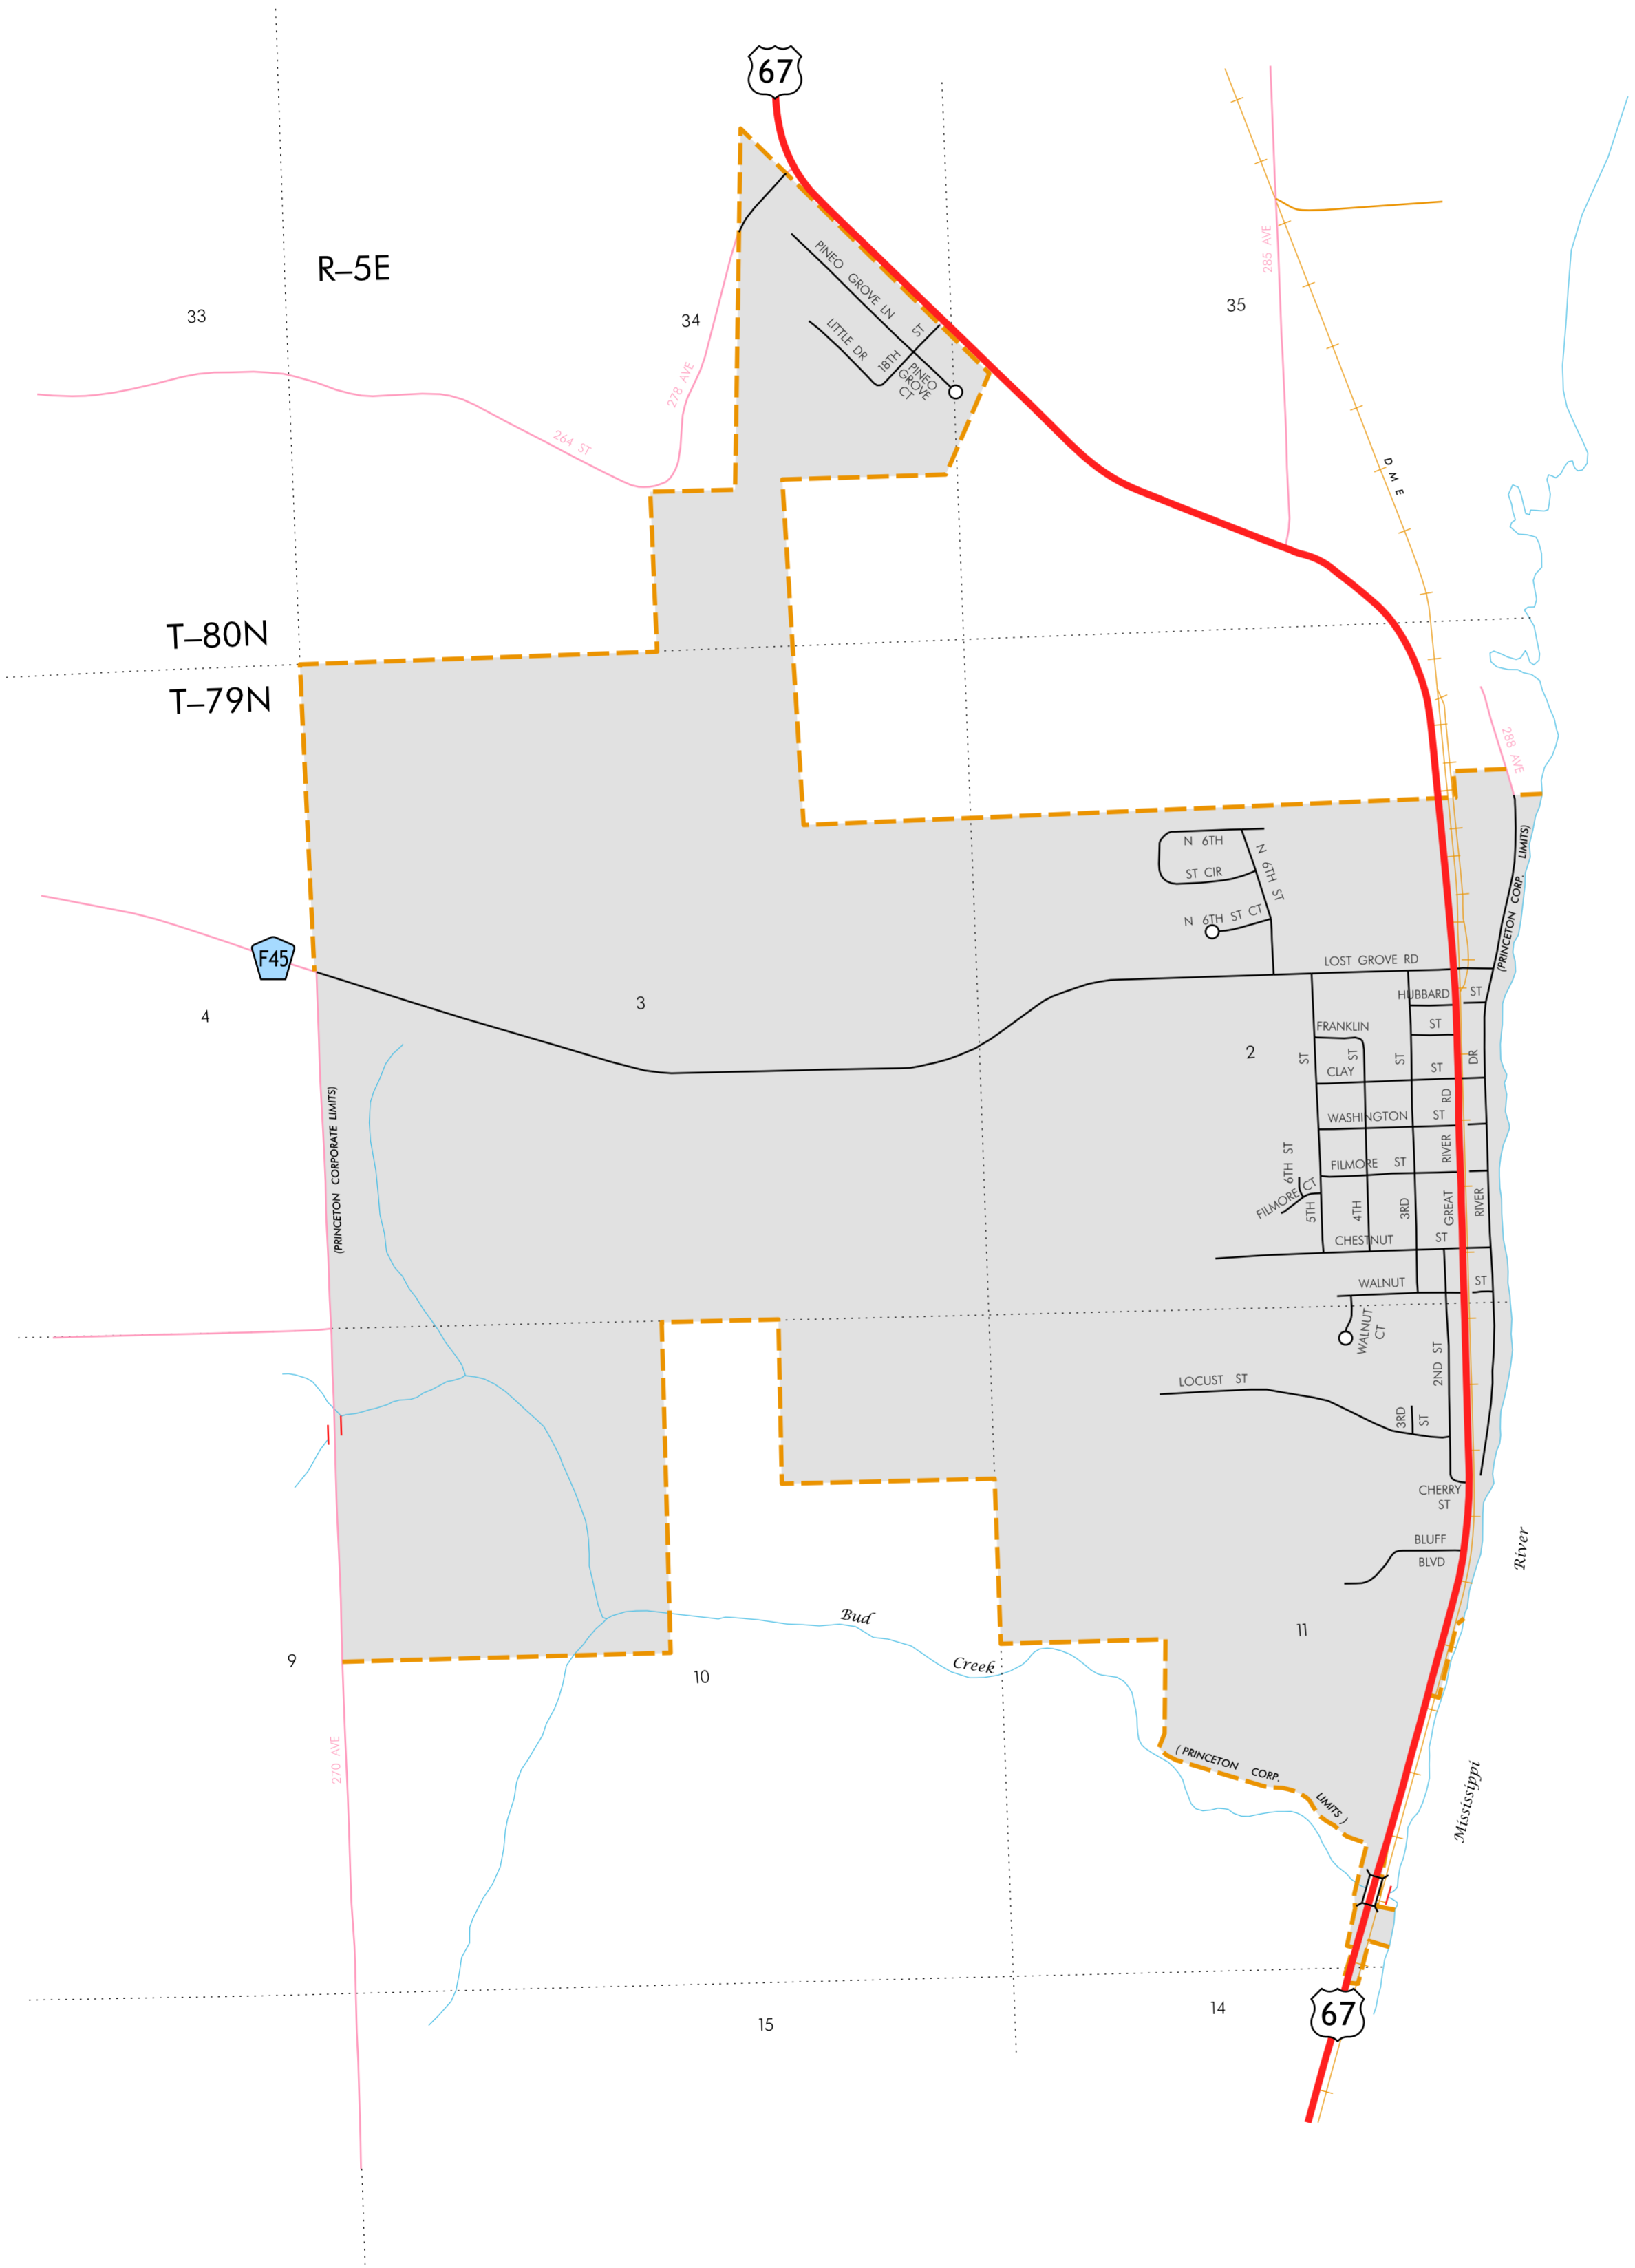 67
R–5E
33
34
35
285 AVE
PINEO GROVE LN
LITTLE DR
18TH ST
PINEO
GROVE
CT
278 AVE
264 ST
D M E
T–80N
T–79N
288 AVE
(PRINCETON CORP. LIMITS)
N 6TH
ST CIR
N 6TH ST
N 6TH ST CT
LOST GROVE RD
F45
4
3
2
HUBBARD ST
FRANKLIN ST
ST
ST
ST
DR
CLAY ST
RD
WASHINGTON ST
(PRINCETON CORPORATE LIMITS)
6TH ST
FILMORE ST
RIVER
FILMORE CT
5TH
4TH
3RD
GREAT
RIVER
CHESTNUT ST
WALNUT ST
WALNUT
CT
2ND ST
LOCUST ST
3RD
ST
CHERRY
ST
BLUFF
BLVD
River
Bud
Creek
9
10
11
270 AVE
( PRINCETON CORP. LIMITS )
Mississippi
15
14
67